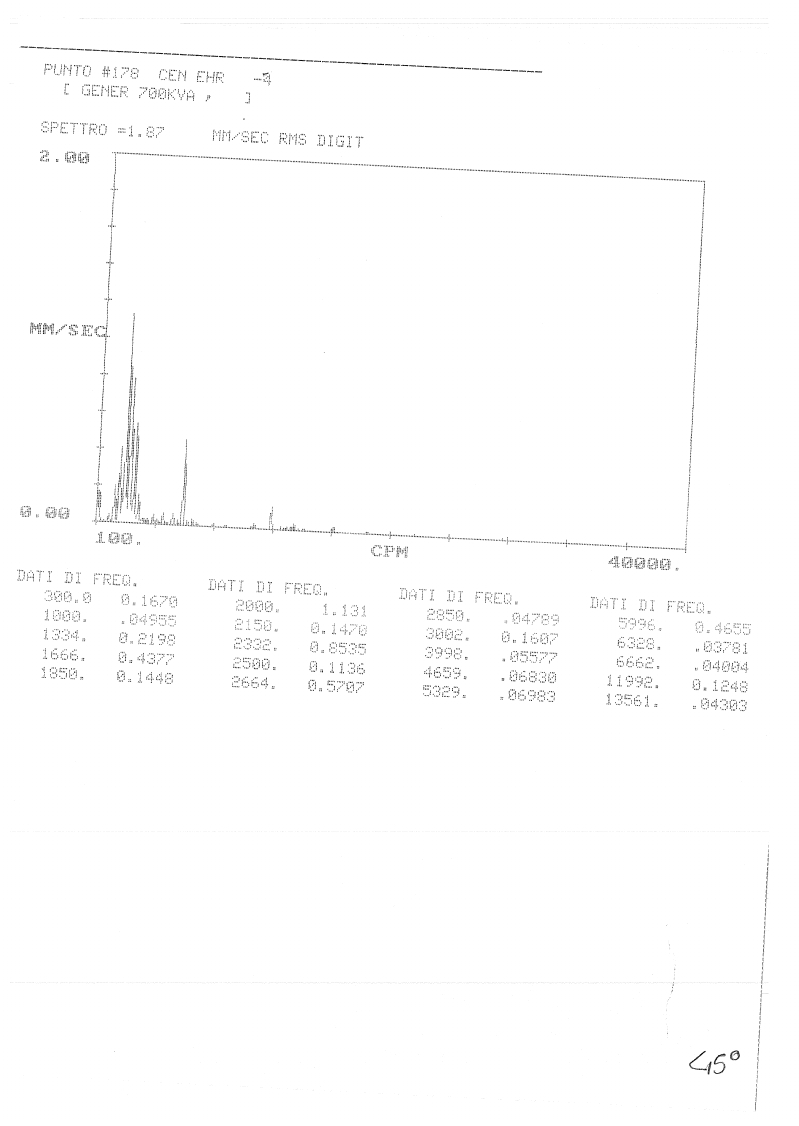 PUNTO #178 CEN EHR
[ GENER 700KVA , ]
SPETTRO =1.87 MM/SEC RMS DIGIT
2.00
MM/SEC
0.00
100. CPM 40000.
DATI DI FREQ. DATI DI FREQ. DATI DI FREQ. DATI DI FREQ.
300.0 0.1670 2000. 1.131 2850. .04789 5996. 0.4655
1000. .04955 2150. 0.1470 3002. 0.1607 6328. .03781
1334. 0.2198 2332. 0.8535 3998. .05577 6662. .04004
1666. 0.4377 2500. 0.1136 4659. .06830 11992. 0.1248
1850. 0.1448 2664. 0.5707 5329. .06983 13561. .04303
45°